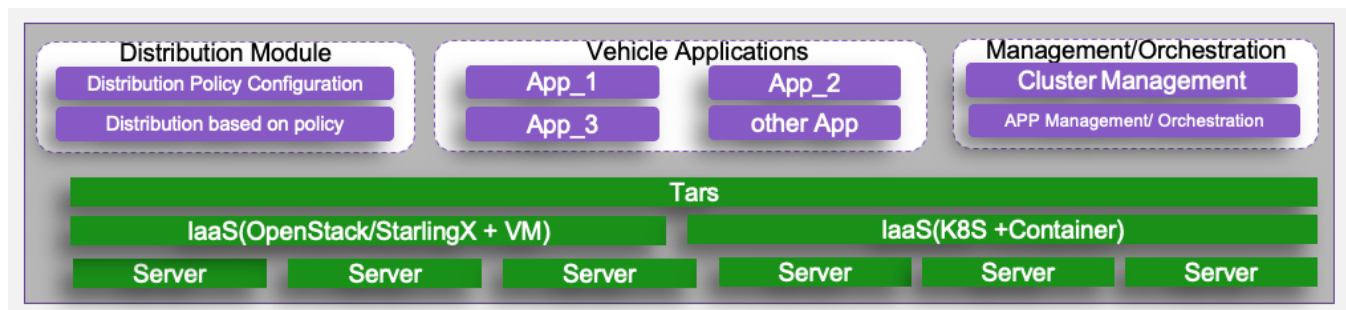 Distribution Module
Distribution Policy Configuration
Distribution based on policy
Vehicle Applications
App_1
App_2
App_3
other App
Management/Orchestration
Cluster Management
APP Management/ Orchestration
Tars
IaaS(OpenStack/StarlingX + VM)
IaaS(K8S +Container)
Server
Server
Server
Server
Server
Server